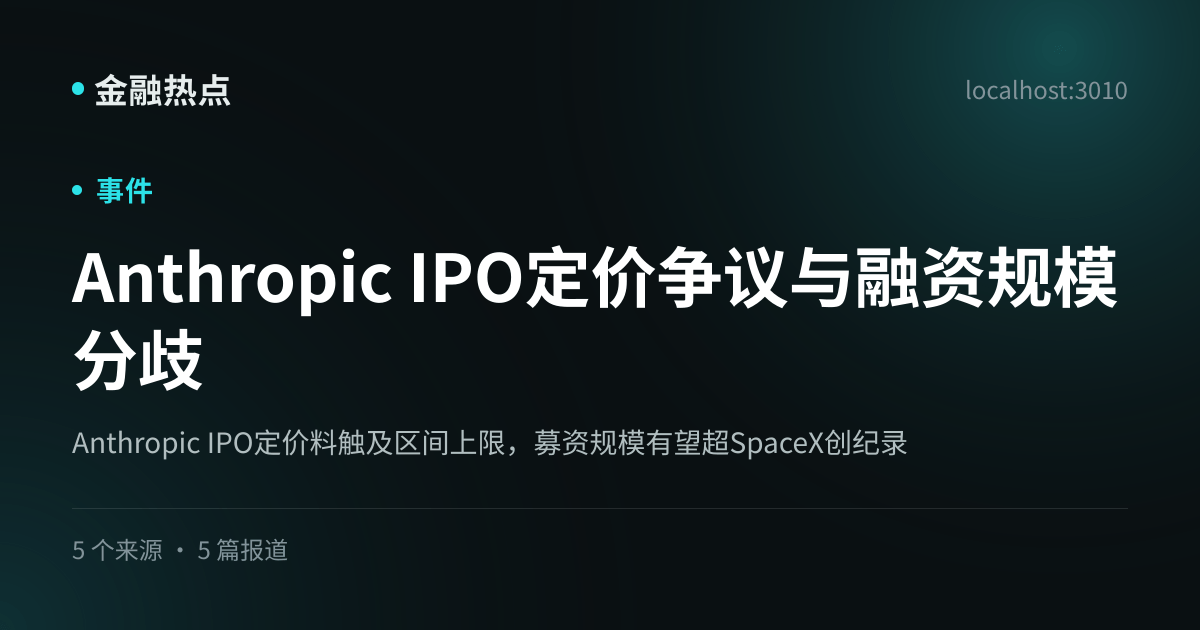 金融热点
localhost:3010
事件
Anthropic IPO定价争议与融资规模
分歧
Anthropic IPO定价料触及区间上限，募资规模有望超SpaceX创纪录
5 个来源 · 5 篇报道